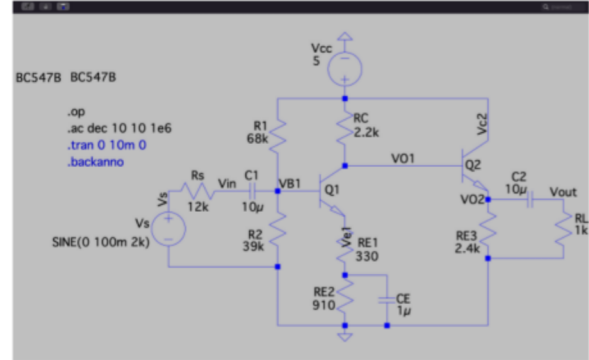 Vcc
5
BC547B BC547B
.op
.ac dec 10 10 1e6
.tran 0 10m 0
.backanno
R1
68k
RC
2.2k
Vc2
VO1
Q2
Rs
12k
Vin
C1
10µ
VB1
Q1
C2
10µ
Vout
VO2
Vs
Vs
SINE(0 100m 2k)
R2
39k
Ve1
RE1
330
RE3
2.4k
RL
1k
RE2
910
CE
1µ